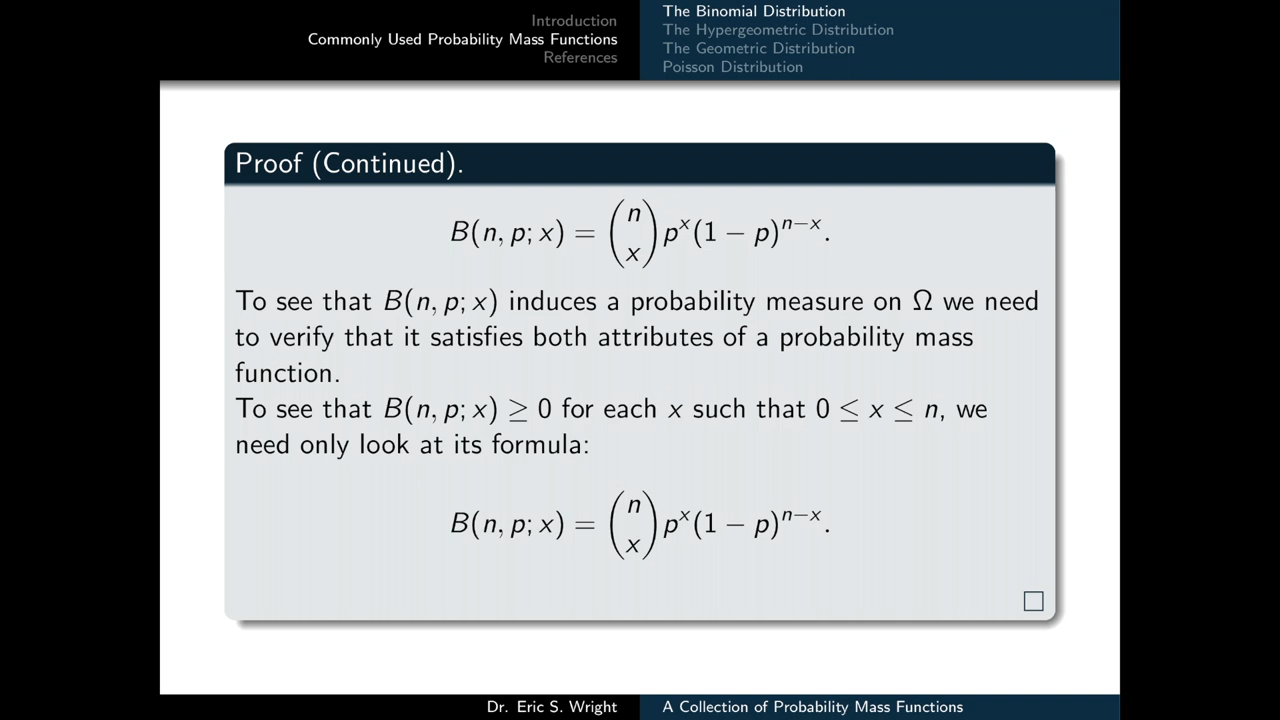 Introduction
Commonly Used Probability Mass Functions
References
The Binomial Distribution
The Hypergeometric Distribution
The Geometric Distribution
Poisson Distribution
Proof (Continued).
B(n, p; x) = \binom{n}{x} p^x (1 − p)^{n−x}.
To see that B(n, p; x) induces a probability measure on Ω we need
to verify that it satisfies both attributes of a probability mass
function.
To see that B(n, p; x) ≥ 0 for each x such that 0 ≤ x ≤ n, we
need only look at its formula:
B(n, p; x) = \binom{n}{x} p^x (1 − p)^{n−x}.
□
Dr. Eric S. Wright
A Collection of Probability Mass Functions